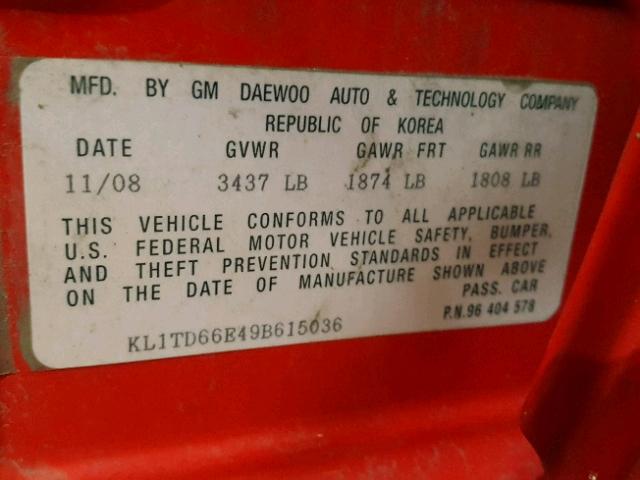 MFD. BY GM DAEWOO AUTO & TECHNOLOGY COMPANY
REPUBLIC OF KOREA
DATE GVWR GAWR FRT GAWR RR
11/08 3437 LB 1874 LB 1808 LB
THIS VEHICLE CONFORMS TO ALL APPLICABLE
U.S. FEDERAL MOTOR VEHICLE SAFETY, BUMPER,
AND THEFT PREVENTION STANDARDS IN EFFECT
ON THE DATE OF MANUFACTURE SHOWN ABOVE
PASS. CAR
P.N.96 404 578
KL1TD66E49B615036